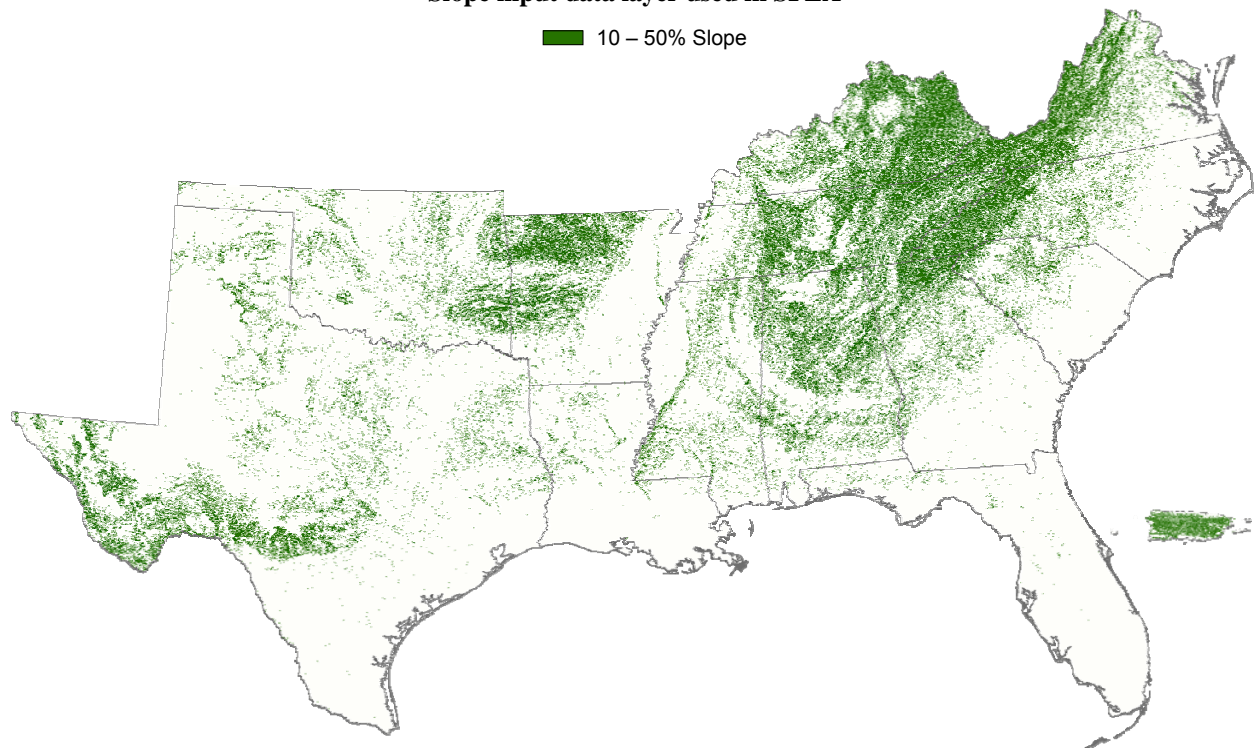 Slope input data layer used in
10 – 50% Slope